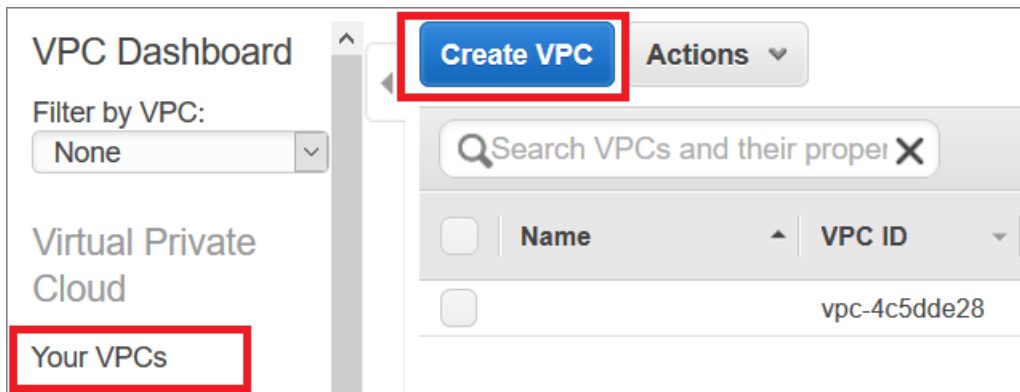 VPC Dashboard
Filter by VPC:
None
Virtual Private
Cloud
Your VPCs
Create VPC
Actions
Search VPCs and their proper
Name
VPC ID
vpc-4c5dde28